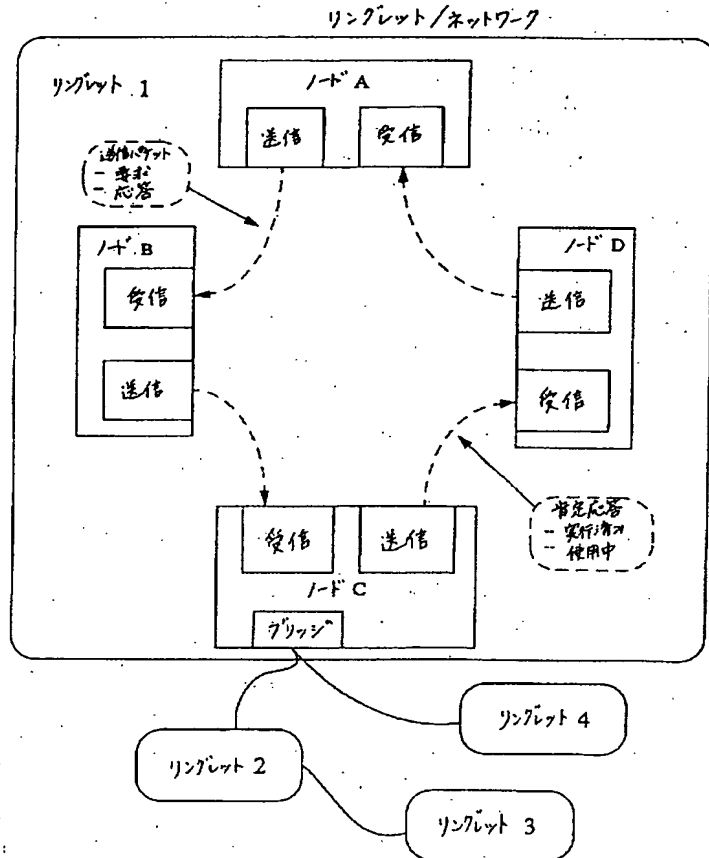 リングレット/ネットワーク
リングレット 1
ノード A
送信
受信
送信パケット
- 要求
- 応答
ノード B
受信
送信
ノード D
送信
受信
受信
送信
ノード C
ブリッジ
肯定応答
- 実行済み
- 使用中
リングレット 4
リングレット 2
リングレット 3